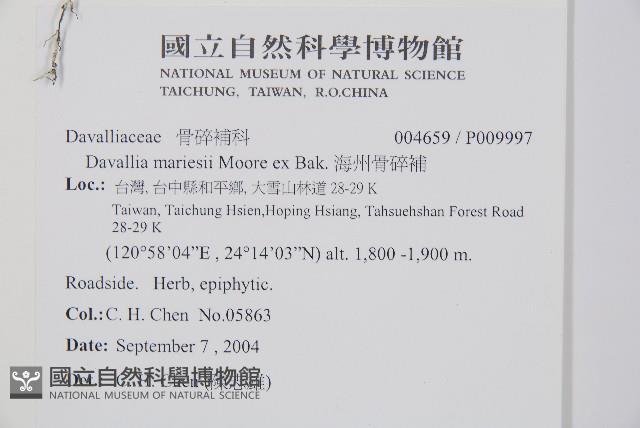 國立自然科學博物館
NATIONAL MUSEUM OF NATURAL SCIENCE
TAICHUNG, TAIWAN, R.O.CHINA
Davalliaceae 骨碎補科 004659 / P009997
Davallia mariesii Moore ex Bak. 海州骨碎補
Loc.: 台灣, 台中縣和平鄉, 大雪山林道 28-29 K
Taiwan, Taichung Hsien,Hoping Hsiang, Tahsuehshan Forest Road
28-29 K
(120°58’04”E , 24°14’03”N) alt. 1,800 -1,900 m.
Roadside. Herb, epiphytic.
Col.: C. H. Chen No.05863
Date: September 7 , 2004
國立自然科學博物館
NATIONAL MUSEUM OF NATURAL SCIENCE